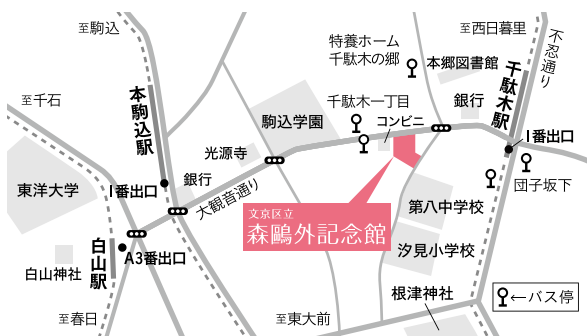 至駒込
特養ホーム
千駄木の郷
至西日暮里
不忍通り
本郷図書館
千駄木駅
至千石
本駒込駅
千駄木一丁目
銀行
駒込学園
コンビニ
1番出口
光源寺
東洋大学
1番出口
銀行
大観音通り
団子坂下
第八中学校
文京区立
森鷗外記念館
白山駅
A3番出口
汐見小学校
白山神社
根津神社
←バス停
至春日
至東大前